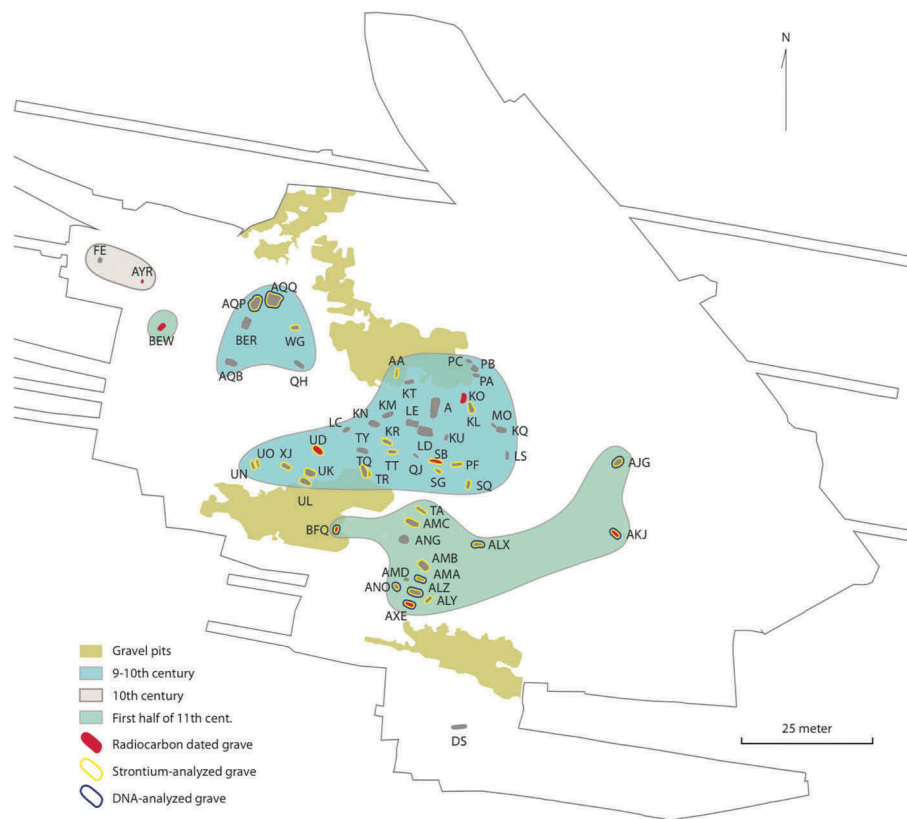 N
FE
AYR
BEW
AQQ
AQP
BER
WG
AQB
QH
AA
PC
PB
PA
KT
KO
KM
A
KL
MO
KN
LE
LC
KQ
KR
LD
KU
TY
UD
SB
LS
UO
XJ
TQ
TT
QJ
PF
UN
UK
TR
SG
SQ
AJG
UL
TA
BFQ
AMC
ANG
ALX
AKJ
AMB
AMD
AMA
ANO
ALZ
ALY
AXE
Gravel pits
9-10th century
10th century
First half of 11th cent.
Radiocarbon dated grave
Strontium-analyzed grave
DNA-analyzed grave
DS
25 meter